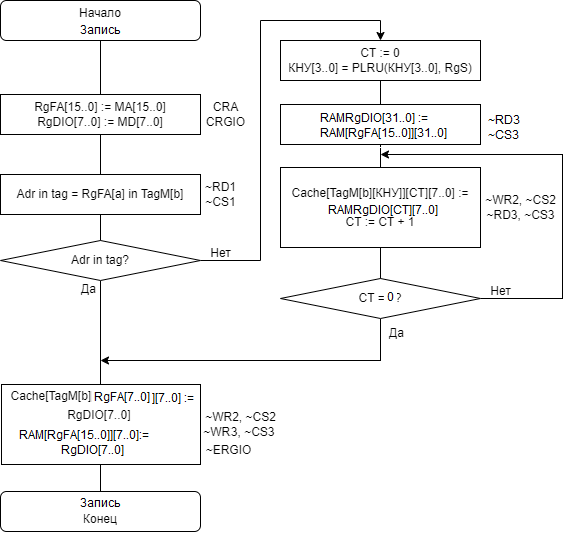 Начало
Запись
RgFA[15..0] := MA[15..0]
RgDIO[7..0] := MD[7..0]
CRA
CRGIO
Adr in tag = RgFA[a] in TagM[b]
~RD1
~CS1
Adr in tag?
Нет
Да
CT := 0
КНУ[3..0] = PLRU(КНУ[3..0], RgS)
RAMRgDIO[31..0] :=
RAM[RgFA[15..0]][31..0]
~RD3
~CS3
Cache[TagM[b][КНУ]][CT][7..0] :=
RAMRgDIO[CT][7..0]
CT := CT + 1
~WR2, ~CS2
~RD3, ~CS3
CT = 0 ?
Нет
Да
Cache[TagM[b] RgFA[7..0] ][7..0] :=
RgDIO[7..0]
RAM[RgFA[15..0]][7..0]:=
RgDIO[7..0]
~WR2, ~CS2
~WR3, ~CS3
~ERGIO
Запись
Конец